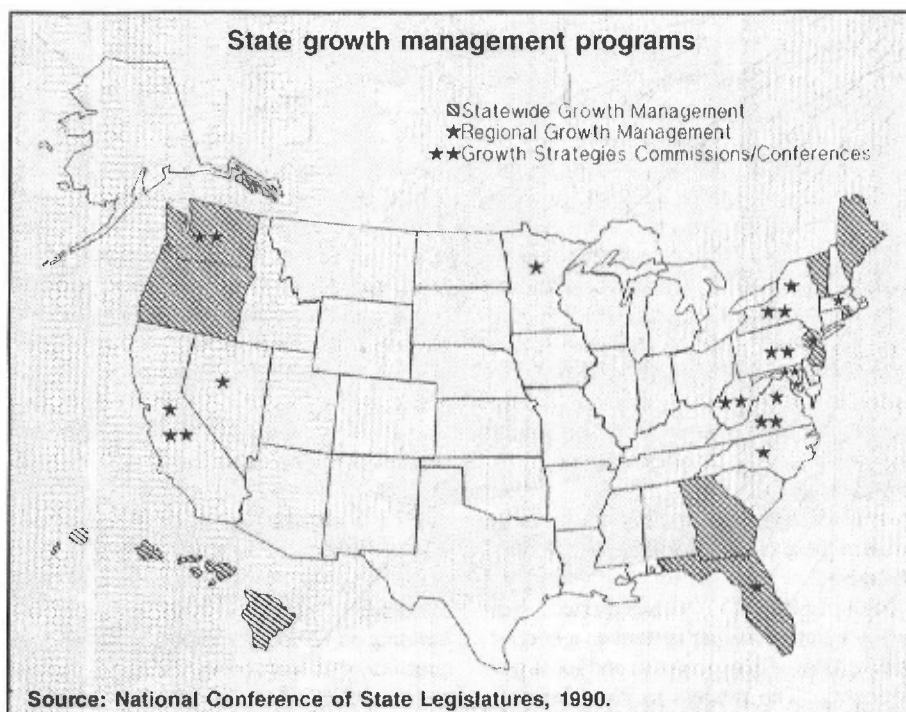 State growth management programs
Statewide Growth Management
★Regional Growth Management
★★Growth Strategies Commissions/Conferences
Source: National Conference of State Legislatures, 1990.